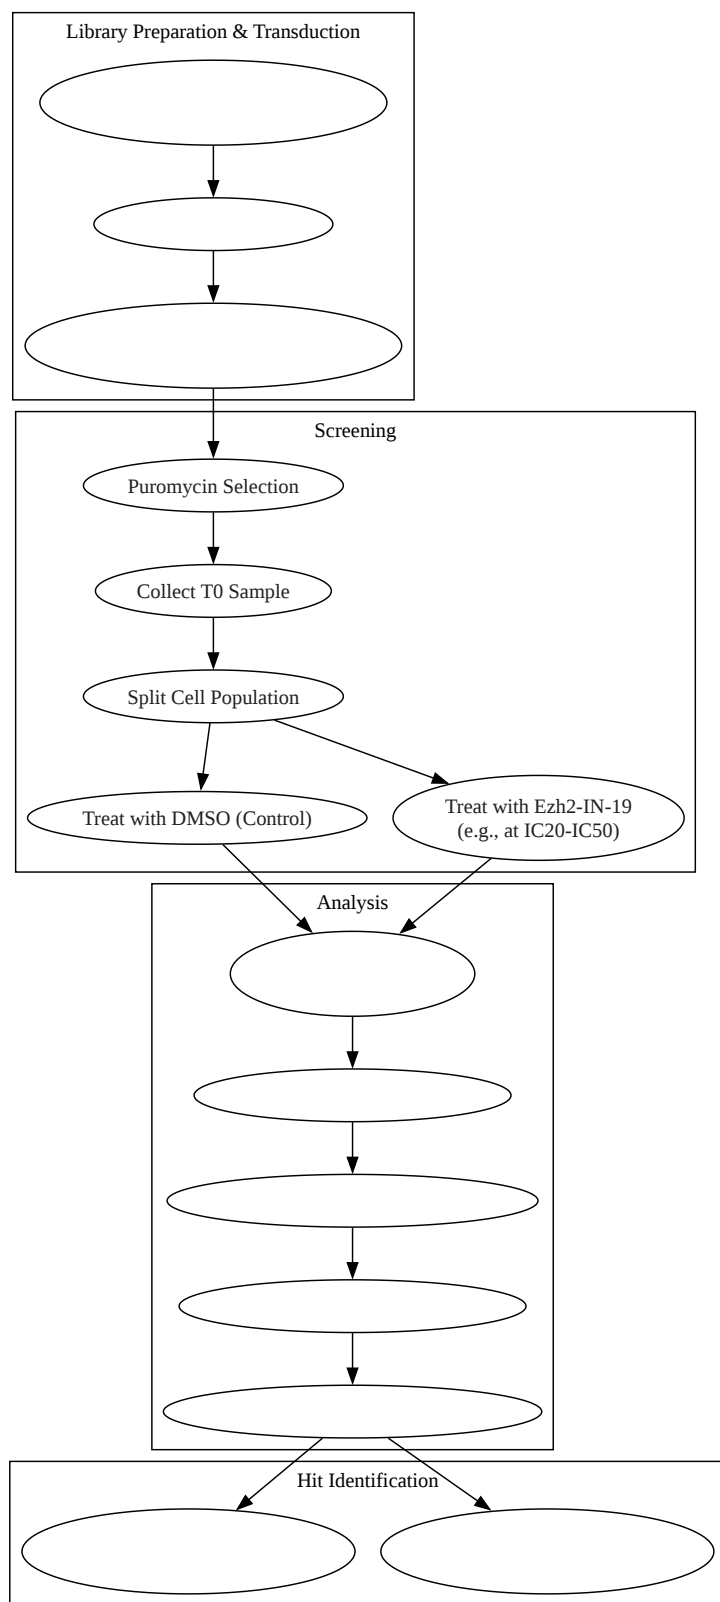 Library Preparation & Transduction
Screening
Puromycin Selection
Collect T0 Sample
Split Cell Population
Treat with DMSO (Control)
Treat with Ezh2-IN-19
(e.g., at IC20-IC50)
Analysis
Hit Identification